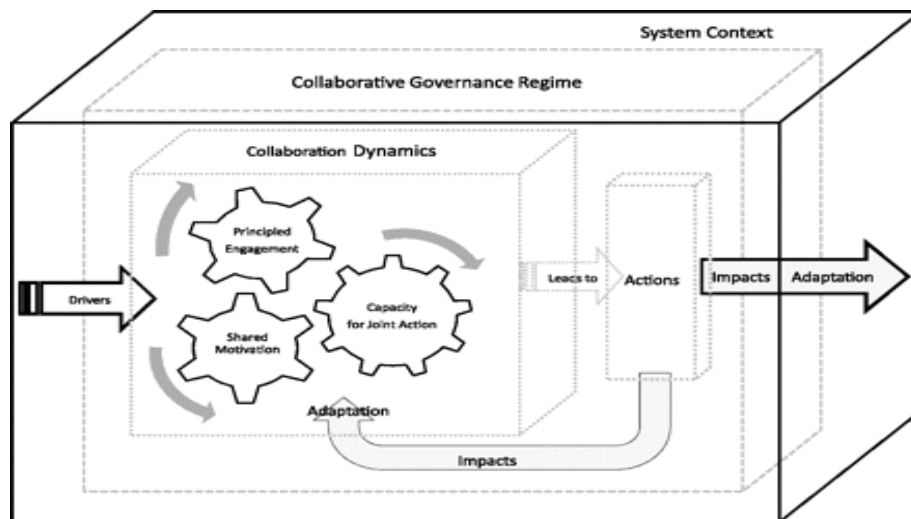 System Context
Collaborative Governance Regime
Collaboration Dynamics
Principled
Engagement
Drivers
Shared
Motivation
Capacity
for Joint Action
Leads to
Actions
Impacts
Adaptation
Adaptation
Impacts